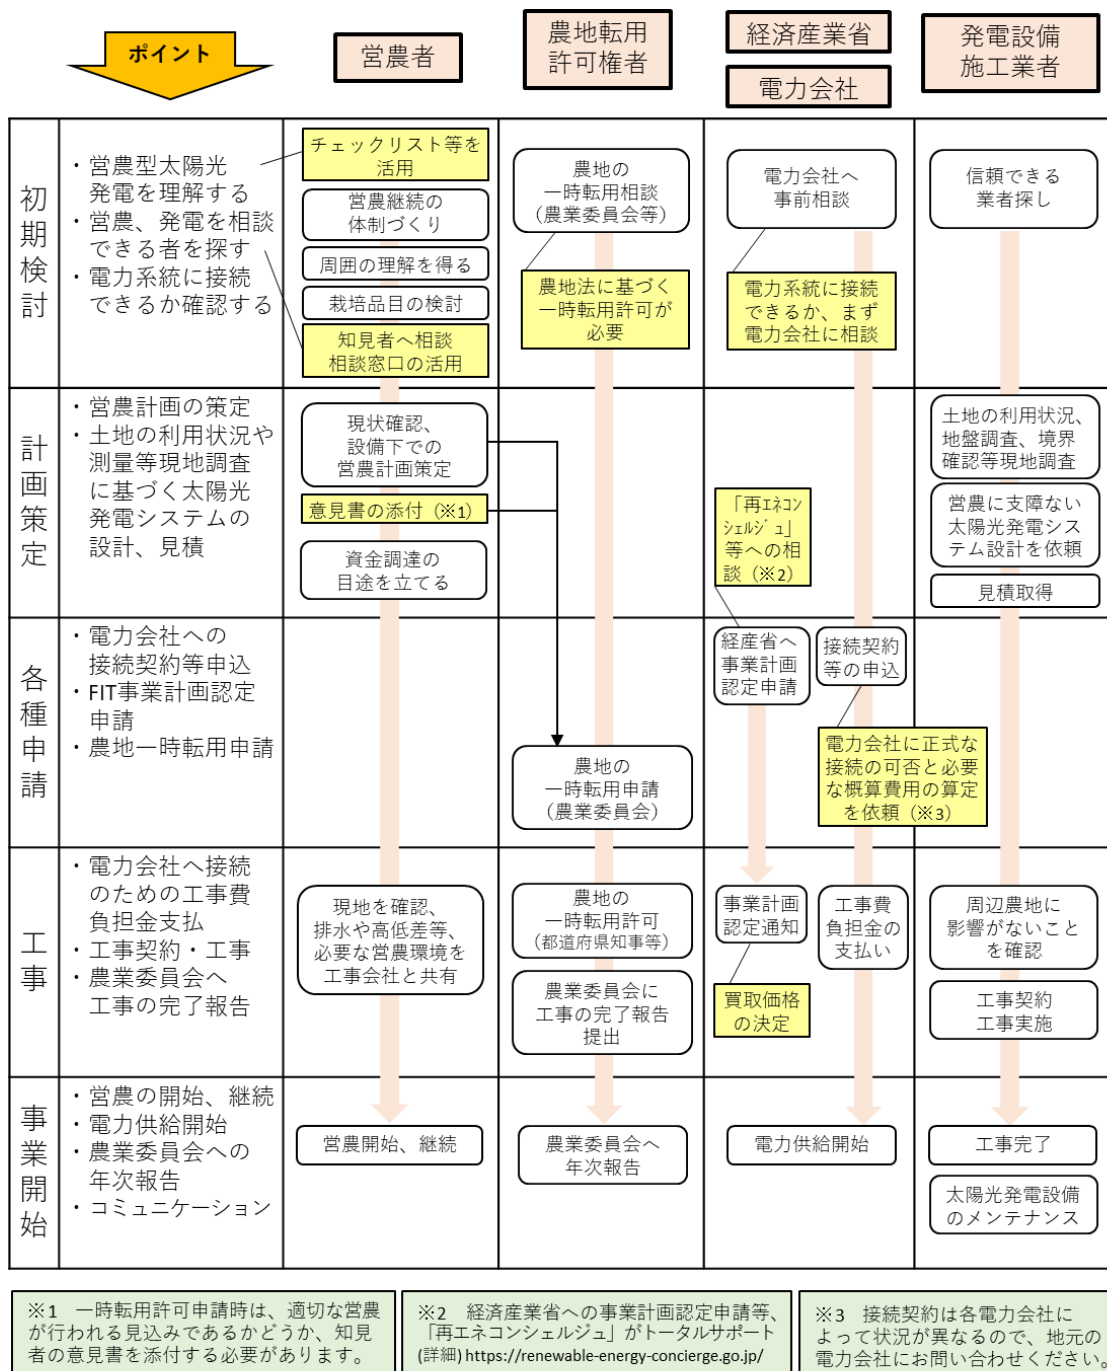 ポイント
営農者
農地転用
許可権者
経済産業省
電力会社
発電設備
施工業者
初期検討
・営農型太陽光
発電を理解する
・営農、発電を相談
できる者を探す
・電力系統に接続
できるか確認する
チェックリスト等を
活用
営農継続の
体制づくり
周囲の理解を得る
栽培品目の検討
知見者へ相談
相談窓口の活用
農地の
一時転用相談
（農業委員会等）
農地法に基づく
一時転用許可が
必要
電力会社へ
事前相談
電力系統に接続
できるか、まず
電力会社に相談
信頼できる
業者探し
計画策定
・営農計画の策定
・土地の利用状況や
測量等現地調査
に基づく太陽光
発電システムの
設計、見積
現状確認、
設備下での
営農計画策定
意見書の添付（※1）
資金調達の
目途を立てる
「再エネコン
シェルジュ」
等への相
談（※2）
土地の利用状況、
地盤調査、境界
確認等現地調査
営農に支障ない
太陽光発電シス
テム設計を依頼
見積取得
各種申請
・電力会社への
接続契約等申込
・FIT事業計画認定
申請
・農地一時転用申請
農地の
一時転用申請
（農業委員会）
経産省へ
事業計画
認定申請
接続契約
等の申込
電力会社に正式な
接続の可否と必要
な概算費用の算定
を依頼（※3）
工事
・電力会社へ接続
のための工事費
負担金支払
・工事契約・工事
・農業委員会へ
工事の完了報告
現地を確認、
排水や高低差等、
必要な営農環境を
工事会社と共有
農地の
一時転用許可
（都道府県知事等）
農業委員会に
工事の完了報告
提出
事業計画
認定通知
買取価格
の決定
工事費
負担金の
支払い
周辺農地に
影響がないこと
を確認
工事契約
工事実施
事業開始
・営農の開始、継続
・電力供給開始
・農業委員会への
年次報告
・コミュニケーション
営農開始、継続
農業委員会へ
年次報告
電力供給開始
工事完了
太陽光発電設備
のメンテナンス
※1　一時転用許可申請時は、適切な営農
が行われる見込みであるかどうか、知見
者の意見書を添付する必要があります。
※2　経済産業省への事業計画認定申請等、
「再エネコンシェルジュ」がトータルサポート
(詳細) https://renewable-energy-concierge.go.jp/
※3　接続契約は各電力会社に
よって状況が異なるので、地元の
電力会社にお問い合わせください。